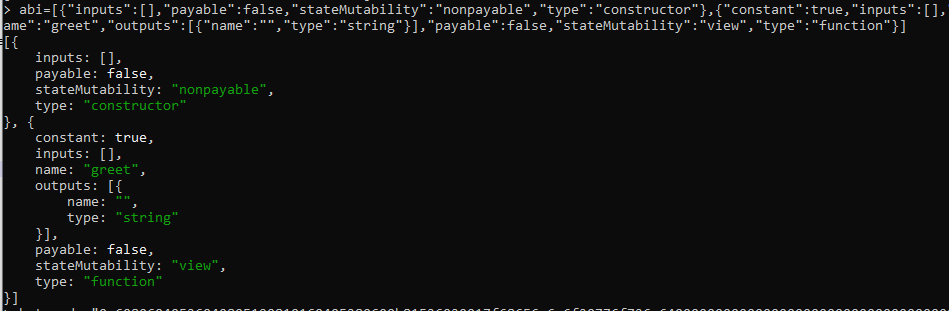 > abi=[{"inputs":[],"payable":false,"stateMutability":"nonpayable","type":"constructor"},{"constant":true,"inputs":[],
ame":"greet","outputs":[{"name":"","type":"string"}],"payable":false,"stateMutability":"view","type":"function"}]
[{
    inputs: [],
    payable: false,
    stateMutability: "nonpayable",
    type: "constructor"
}, {
    constant: true,
    inputs: [],
    name: "greet",
    outputs: [{
        name: "",
        type: "string"
    }],
    payable: false,
    stateMutability: "view",
    type: "function"
}]